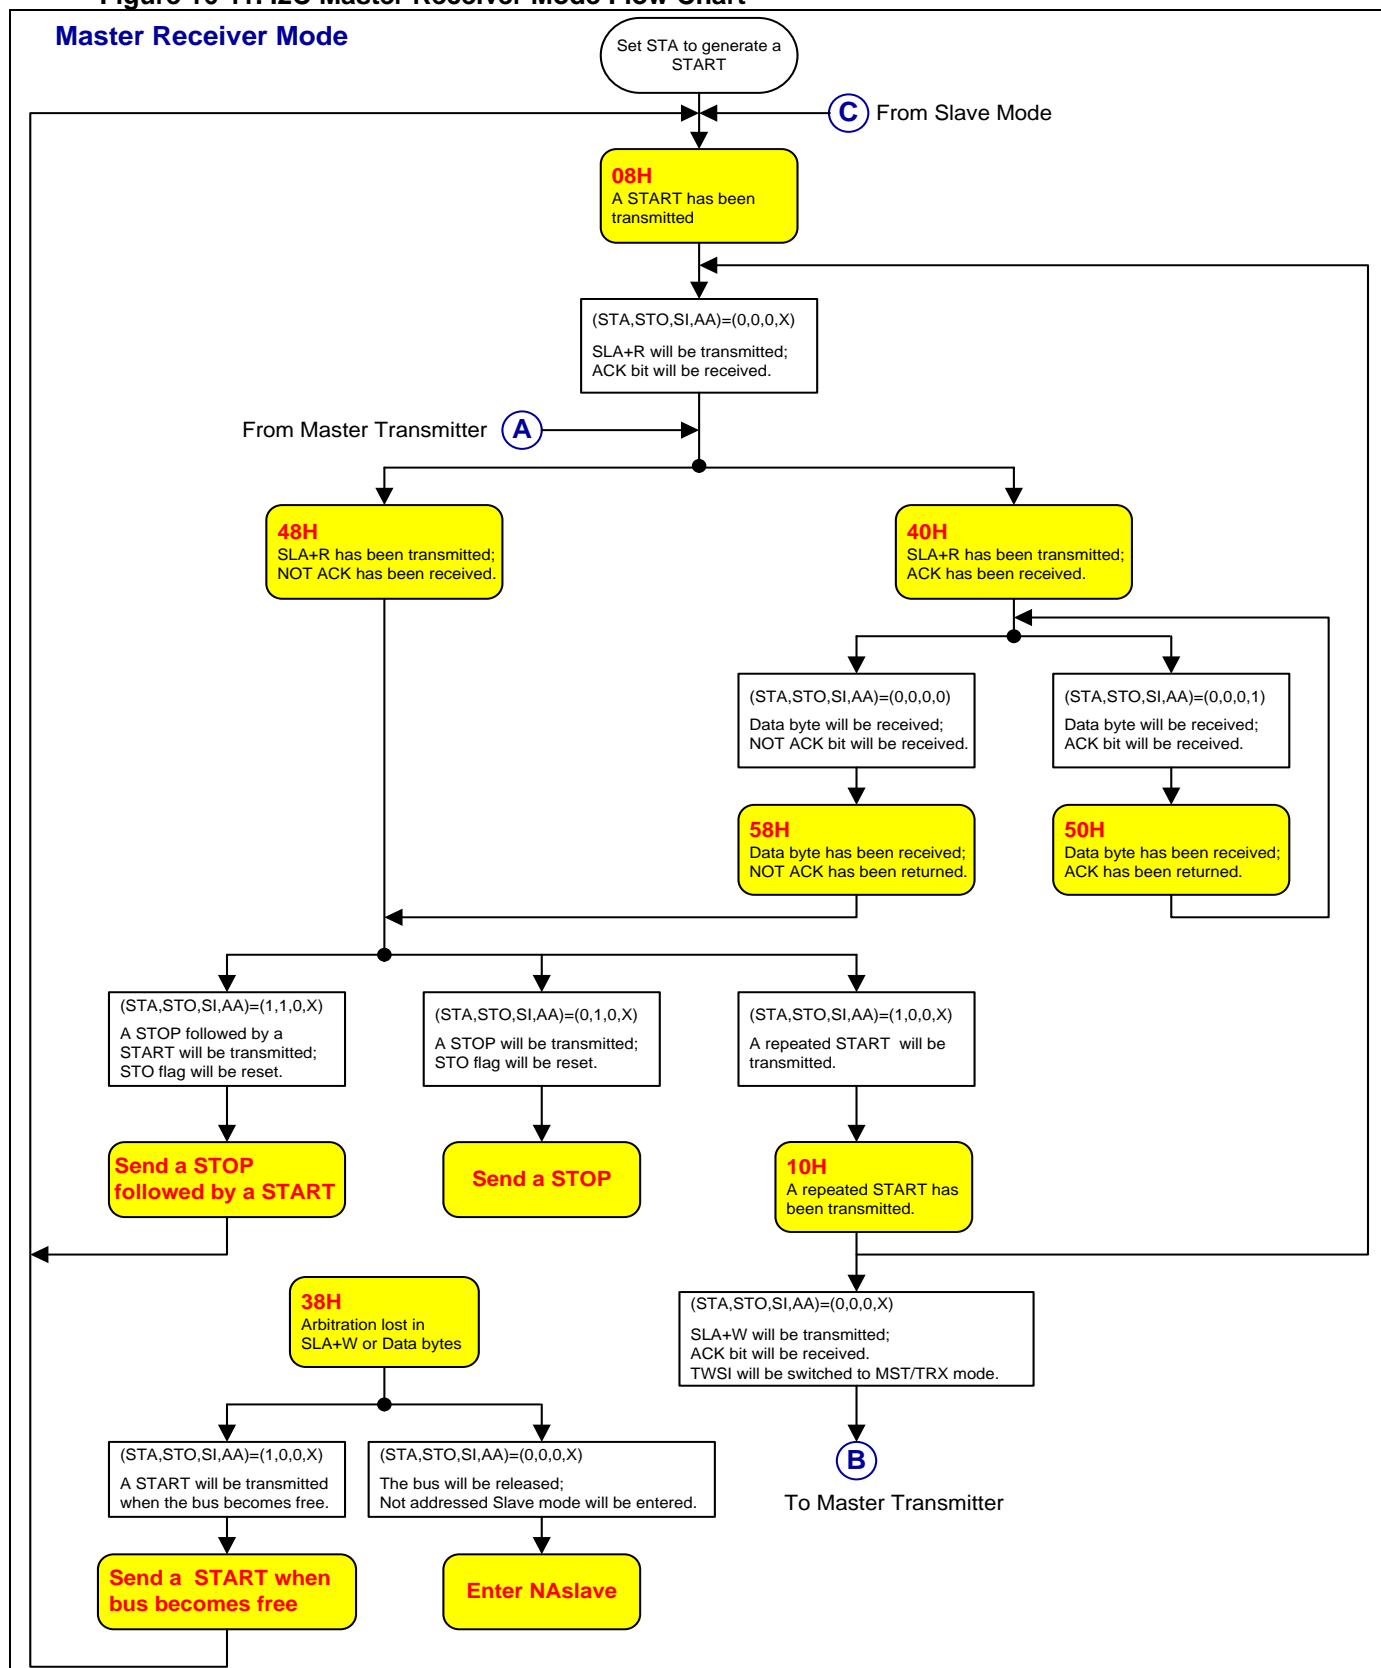 Figure 16-11. I2C Master Receiver Mode Flow Chart
Master Receiver Mode
Set STA to generate a
START
C
From Slave Mode
08H
A START has been
transmitted
(STA,STO,SI,AA)=(0,0,0,X)
SLA+R will be transmitted;
ACK bit will be received.
From Master Transmitter
A
48H
SLA+R has been transmitted;
NOT ACK has been received.
40H
SLA+R has been transmitted;
ACK has been received.
(STA,STO,SI,AA)=(0,0,0,0)
Data byte will be received;
NOT ACK bit will be received.
(STA,STO,SI,AA)=(0,0,0,1)
Data byte will be received;
ACK bit will be received.
58H
Data byte has been received;
NOT ACK has been returned.
50H
Data byte has been received;
ACK has been returned.
(STA,STO,SI,AA)=(1,1,0,X)
A STOP followed by a
START will be transmitted;
STO flag will be reset.
(STA,STO,SI,AA)=(0,1,0,X)
A STOP will be transmitted;
STO flag will be reset.
(STA,STO,SI,AA)=(1,0,0,X)
A repeated START will be
transmitted.
Send a STOP
followed by a START
Send a STOP
10H
A repeated START has
been transmitted.
38H
Arbitration lost in
SLA+W or Data bytes
(STA,STO,SI,AA)=(0,0,0,X)
SLA+W will be transmitted;
ACK bit will be received.
TWSI will be switched to MST/TRX mode.
(STA,STO,SI,AA)=(1,0,0,X)
A START will be transmitted
when the bus becomes free.
(STA,STO,SI,AA)=(0,0,0,X)
The bus will be released;
Not addressed Slave mode will be entered.
B
To Master Transmitter
Send a START when
bus becomes free
Enter NAslave